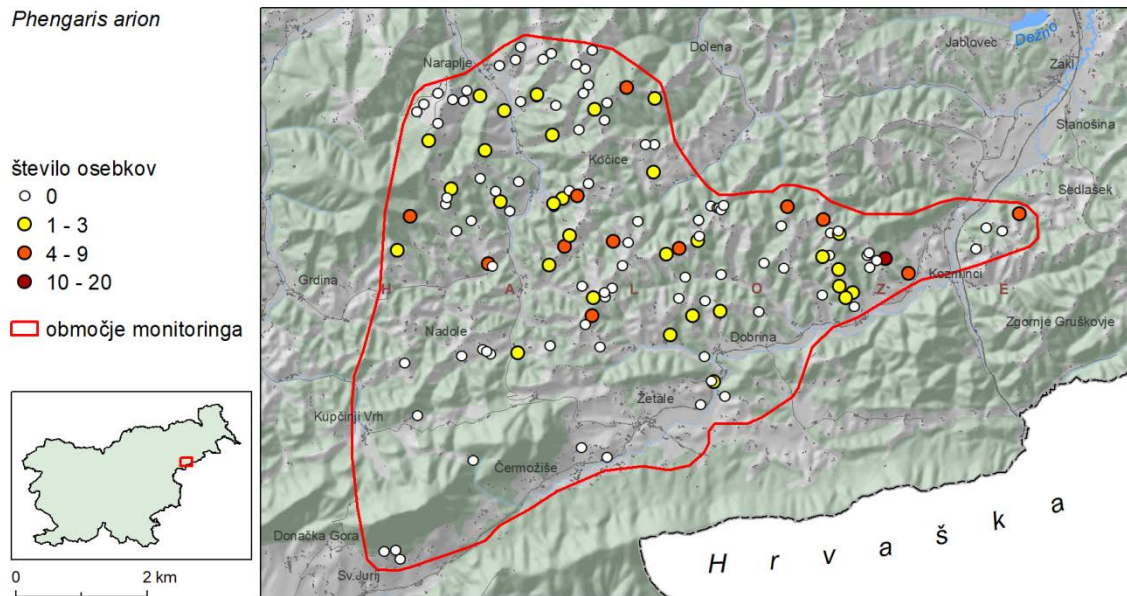 Phengaris arion
število osebkov
0
1 - 3
4 - 9
10 - 20
območje monitoringa
0 2 km
Dolena
Jablovec
Dežno
Naraplje
Zakl
Stanošina
Kočice
Sedlašek
Grdina
Kozminci
H A L O Z E
Zgornje Gruškovje
Nadole
Dobrina
Kupčinji Vrh
Žetale
Čermožiše
Donačka Gora
Sv.Jurij
Hrvaška